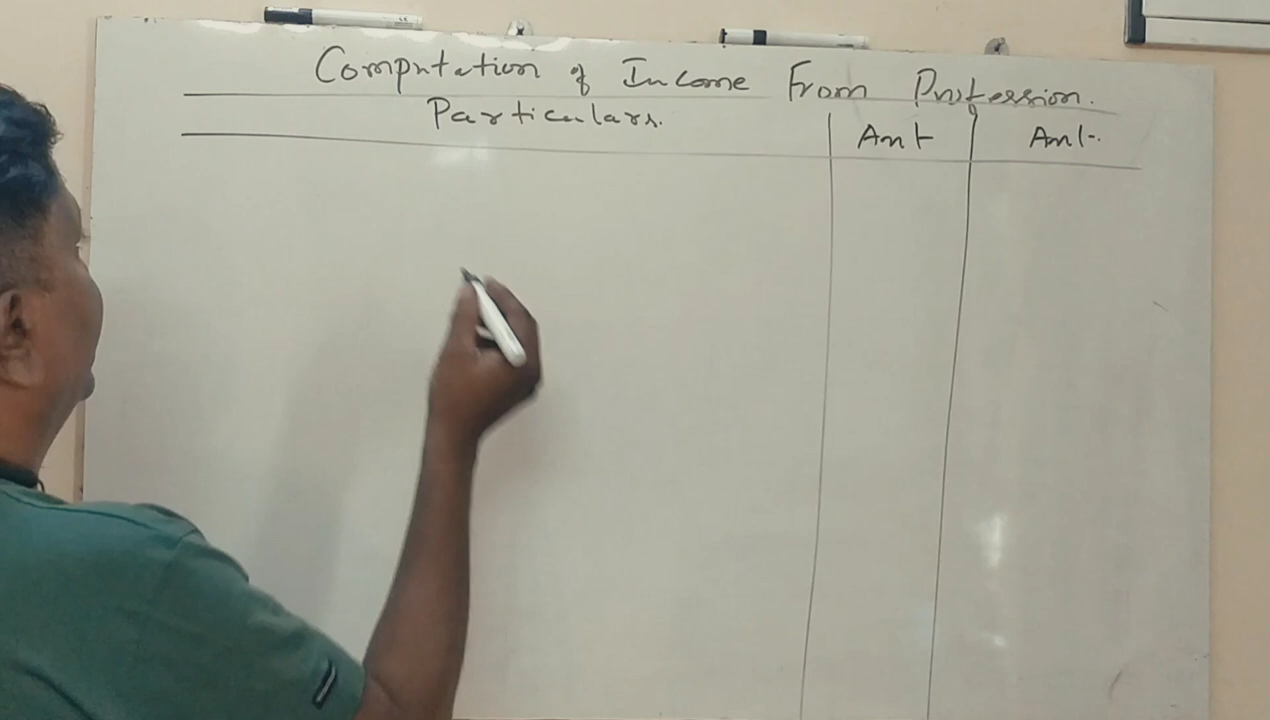 Computation of Income From Profession.
Particulars. Amt Amt.